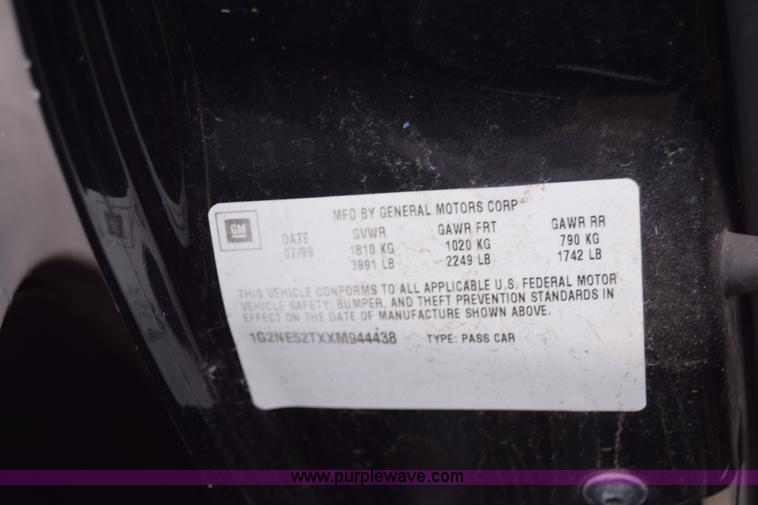 GM
MFD BY GENERAL MOTORS CORP
DATE GVWR GAWR FRT GAWR RR
07/99 1810 KG 1020 KG 790 KG
3991 LB 2249 LB 1742 LB
THIS VEHICLE CONFORMS TO ALL APPLICABLE U.S. FEDERAL MOTOR
VEHICLE SAFETY, BUMPER, AND THEFT PREVENTION STANDARDS IN
EFFECT ON THE DATE OF MANUFACTURE SHOWN ABOVE.
1G2NE52TXXM944438 TYPE: PASS CAR
www.purplewave.com